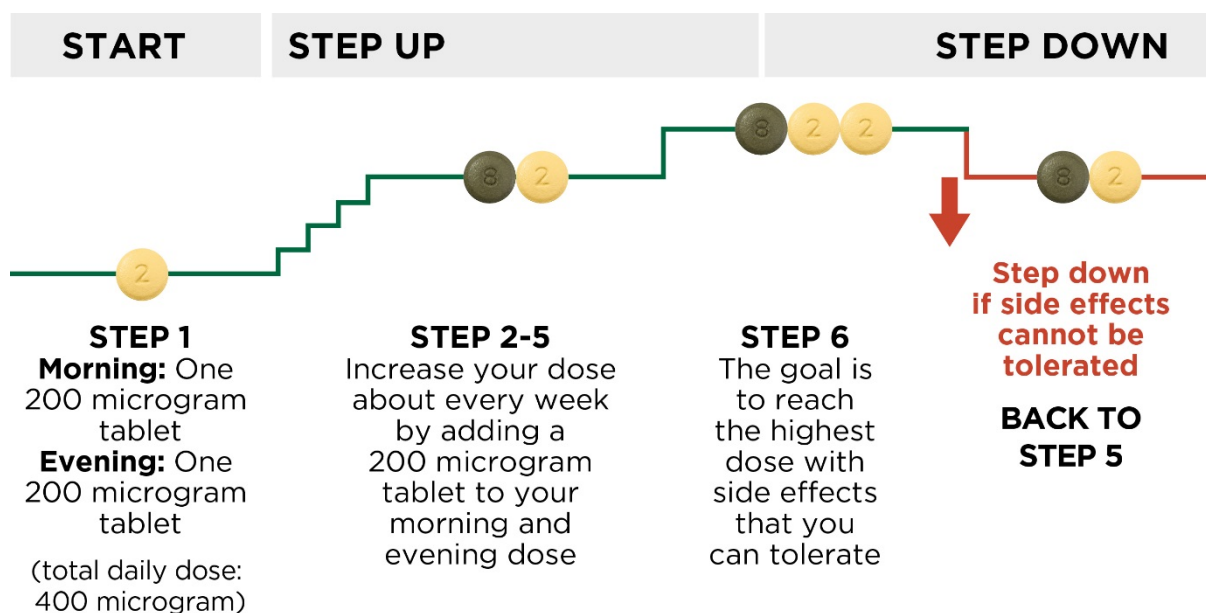 START
STEP UP
STEP DOWN
2
8 2
8 2 2
8 2
STEP 1
Morning: One
200 microgram
tablet
Evening: One
200 microgram
tablet
(total daily dose:
400 microgram)
STEP 2-5
Increase your dose
about every week
by adding a
200 microgram
tablet to your
morning and
evening dose
STEP 6
The goal is
to reach
the highest
dose with
side effects
that you
can tolerate
Step down
if side effects
cannot be
tolerated
BACK TO
STEP 5